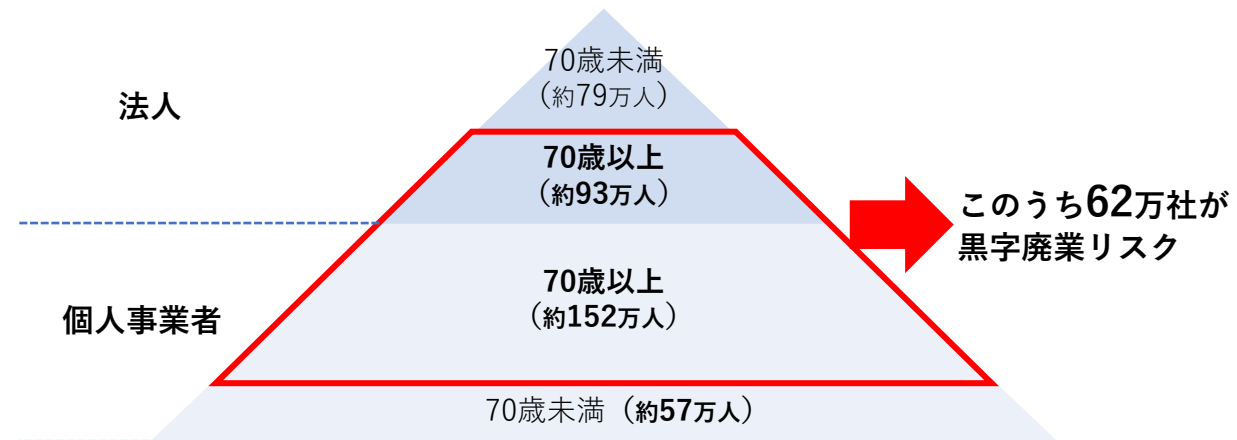 70歳未満
（約79万人）
法人
70歳以上
（約93万人）
このうち62万社が
黒字廃業リスク
70歳以上
（約152万人）
個人事業者
70歳未満（約57万人）